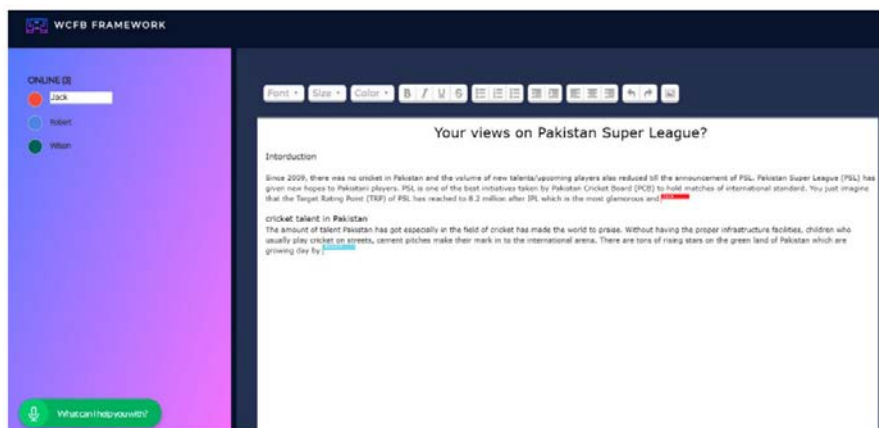 WCFB FRAMEWORK
ONLINE (3)
Jack
Robert
Wilson
Font
Size
Color
B I U S
Your views on Pakistan Super League?
Intorduction
Since 2009, there was no cricket in Pakistan and the volume of new talents/upcoming players also reduced till the announcement of PSL. Pakistan Super League (PSL) has
given new hopes to Pakistani players. PSL is one of the best initiatives taken by Pakistan Cricket Board (PCB) to hold matches of international standard. You just imagine
that the Target Rating Point (TRP) of PSL has reached to 8.2 million after IPL which is the most glamorous and
cricket talent in Pakistan
The amount of talent Pakistan has got especially in the field of cricket has made the world to praise. Without having the proper infrastructure facilities, children who
usually play cricket on streets, cement pitches make their mark in to the international arena. There are tons of rising stars on the green land of Pakistan which are
growing day by
What can I help you with?